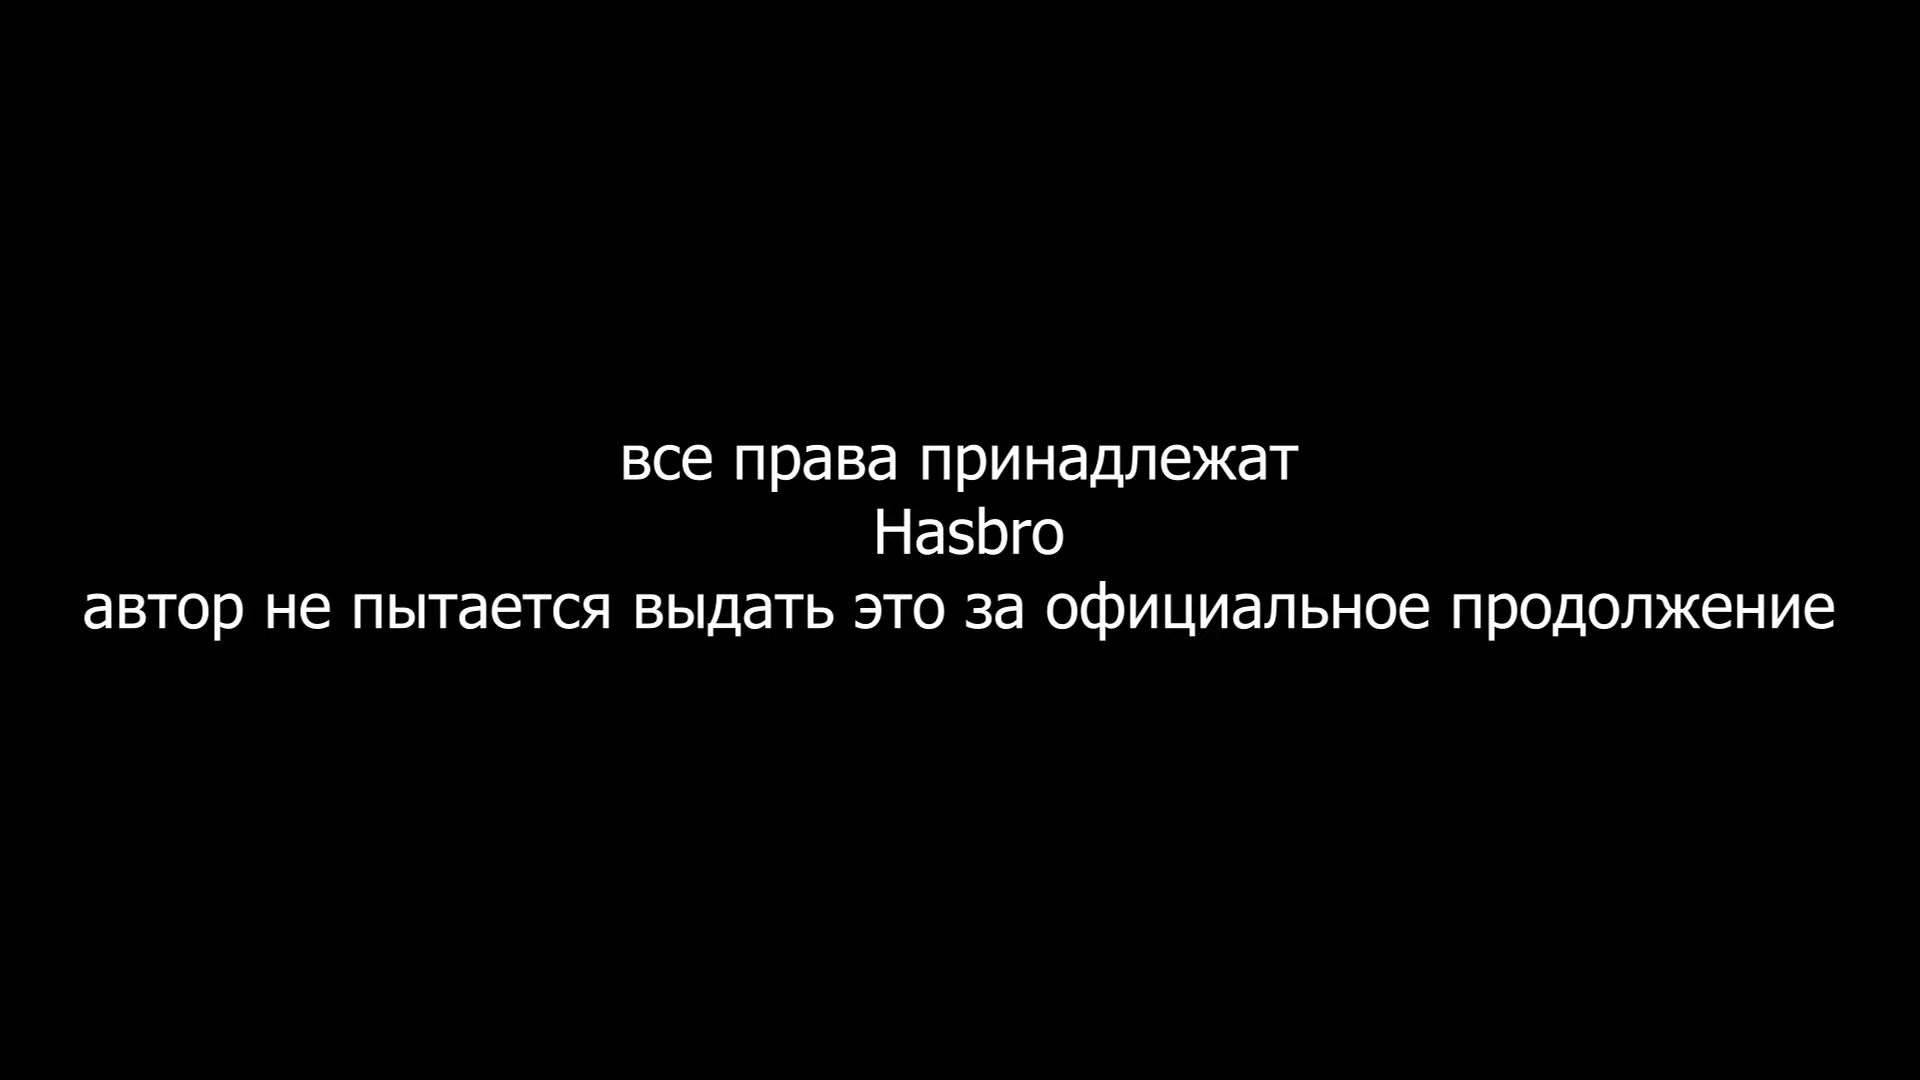 все права принадлежат
Hasbro
автор не пытается выдать это за официальное продолжение